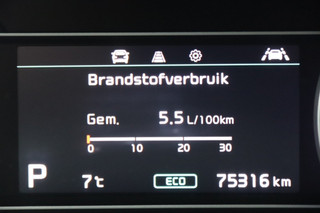 Brandstofverbruik
Gem. 5.5 L/100km
0 10 20 30
P 7℃ ECO 75316 km